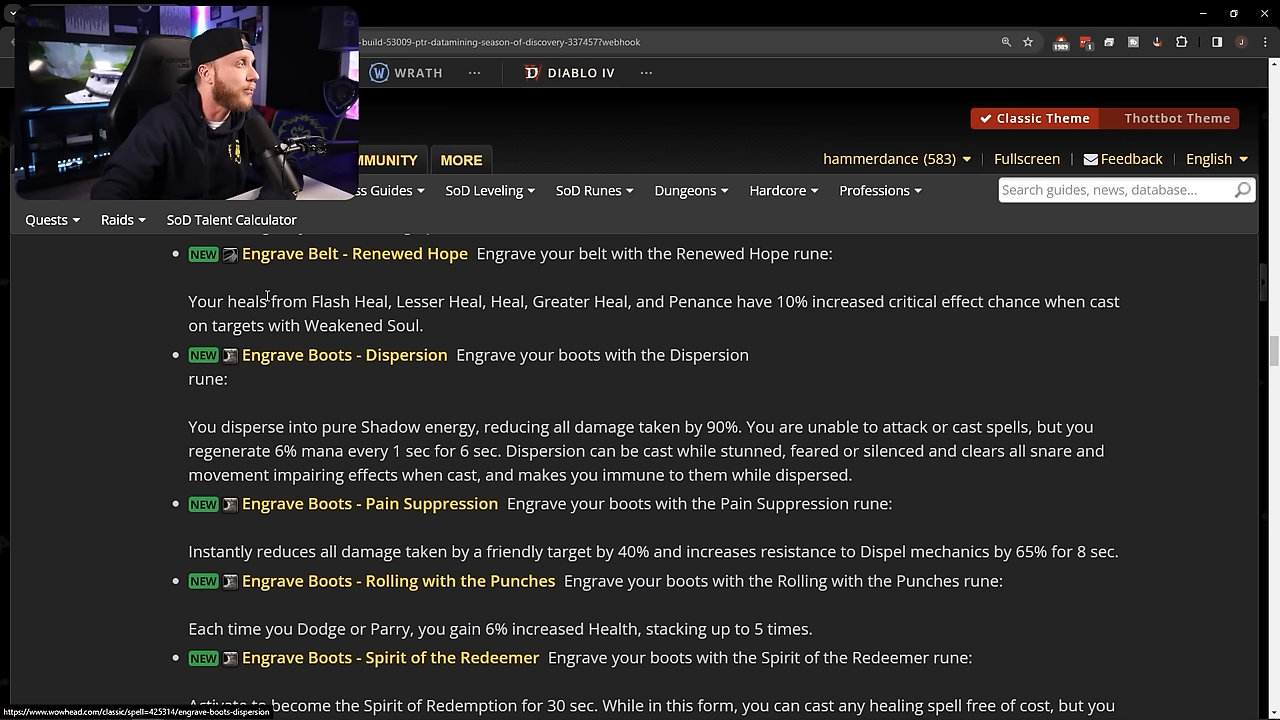 -build-53009-ptr-datamining-season-of-discovery-337457?webhook
WRATH ··· DIABLO IV ···
Classic Theme Thottbot Theme
MMUNITY MORE hammerdance (583) Fullscreen Feedback English
ss Guides SoD Leveling SoD Runes Dungeons Hardcore Professions Search guides, news, database...
Quests Raids SoD Talent Calculator
NEW Engrave Belt - Renewed Hope Engrave your belt with the Renewed Hope rune:
Your heals from Flash Heal, Lesser Heal, Heal, Greater Heal, and Penance have 10% increased critical effect chance when cast
on targets with Weakened Soul.
NEW Engrave Boots - Dispersion Engrave your boots with the Dispersion
rune:
You disperse into pure Shadow energy, reducing all damage taken by 90%. You are unable to attack or cast spells, but you
regenerate 6% mana every 1 sec for 6 sec. Dispersion can be cast while stunned, feared or silenced and clears all snare and
movement impairing effects when cast, and makes you immune to them while dispersed.
NEW Engrave Boots - Pain Suppression Engrave your boots with the Pain Suppression rune:
Instantly reduces all damage taken by a friendly target by 40% and increases resistance to Dispel mechanics by 65% for 8 sec.
NEW Engrave Boots - Rolling with the Punches Engrave your boots with the Rolling with the Punches rune:
Each time you Dodge or Parry, you gain 6% increased Health, stacking up to 5 times.
NEW Engrave Boots - Spirit of the Redeemer Engrave your boots with the Spirit of the Redeemer rune:
Activate to become the Spirit of Redemption for 30 sec. While in this form, you can cast any healing spell free of cost, but you
https://www.wowhead.com/classic/spell=425314/engrave-boots-dispersion